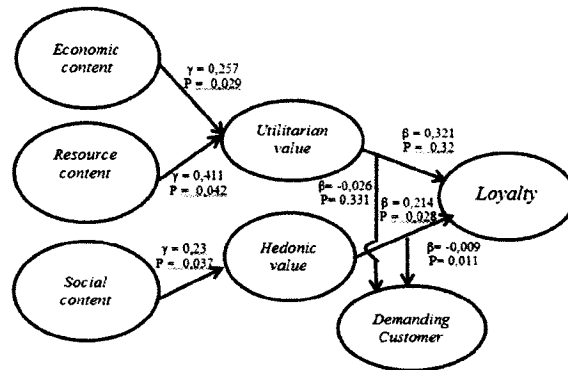 Economic
content
γ = 0,257
P = 0,029
Resource
content
γ = 0,411
P = 0,042
Utilitarian
value
β = 0,321
P = 0,32
β= -0,026
P= 0,331
Loyalty
0,214
P = 0,028
Social
content
γ = 0,23
P = 0,037
Hedonic
value
β= -0,009
P= 0,011
Demanding
Customer